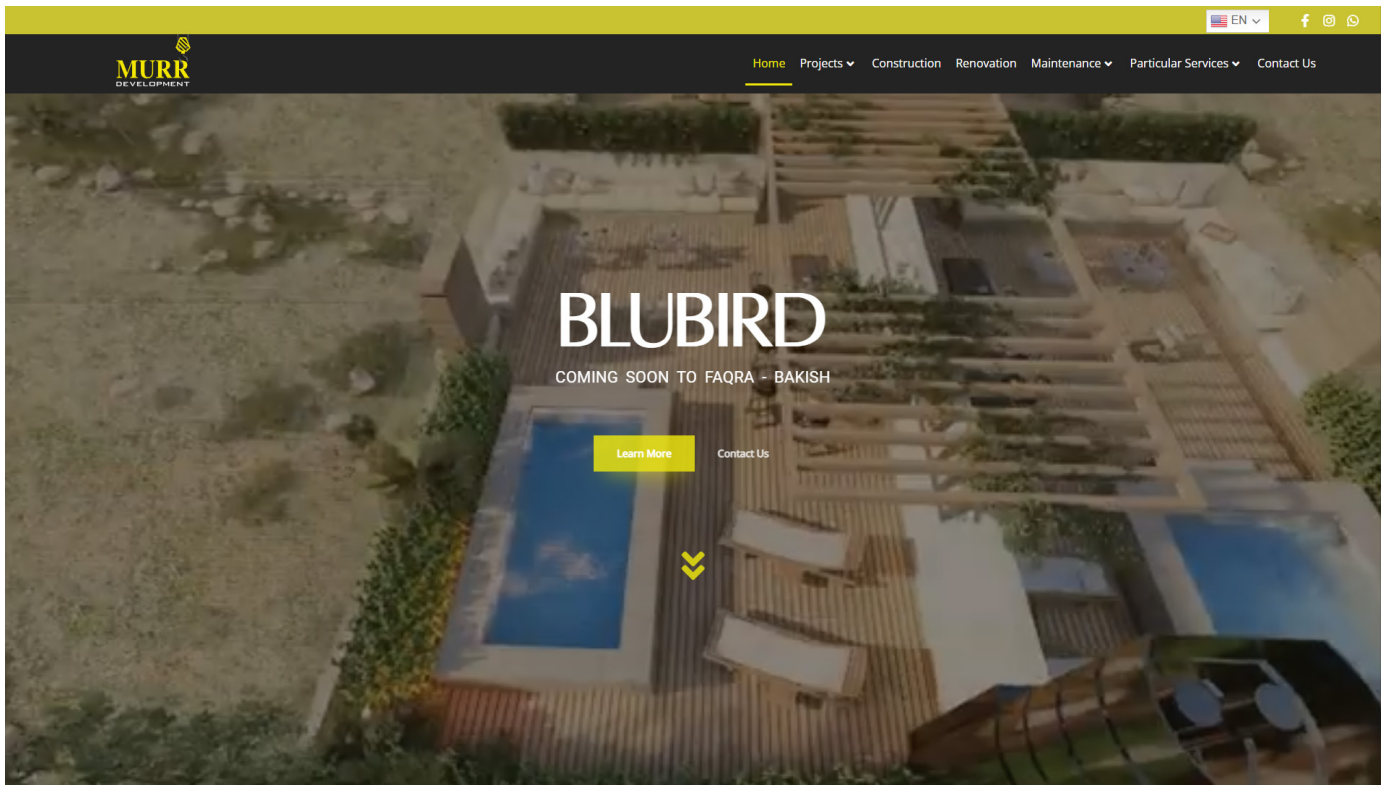 EN
MURR
DEVELOPMENT
Home Projects Construction Renovation Maintenance Particular Services Contact Us
BLUBIRD
COMING SOON TO FAQRA - BAKISH
Learn More Contact Us